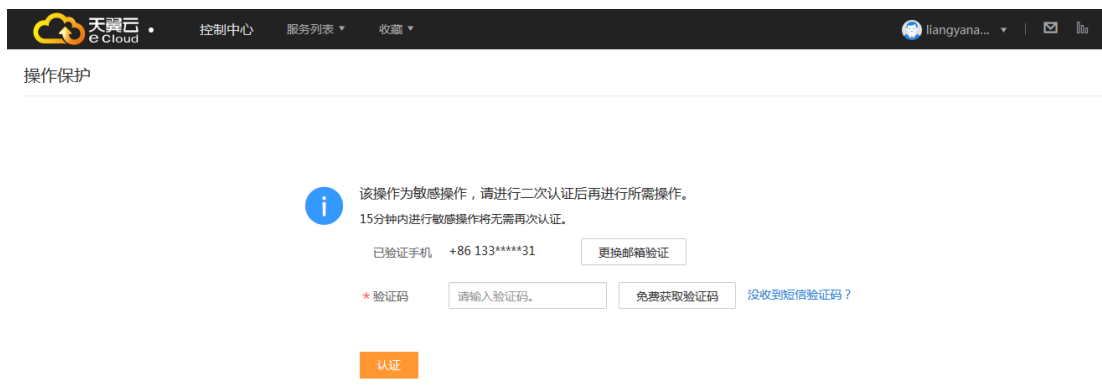 天翼云
e Cloud
控制中心 服务列表 收藏 liangyana...
操作保护
该操作为敏感操作，请进行二次认证后再进行所需操作。
15分钟内进行敏感操作将无需再次认证。
已验证手机 +86 133*****31 更换邮箱验证
*验证码 请输入验证码。 免费获取验证码 没收到短信验证码？
认证